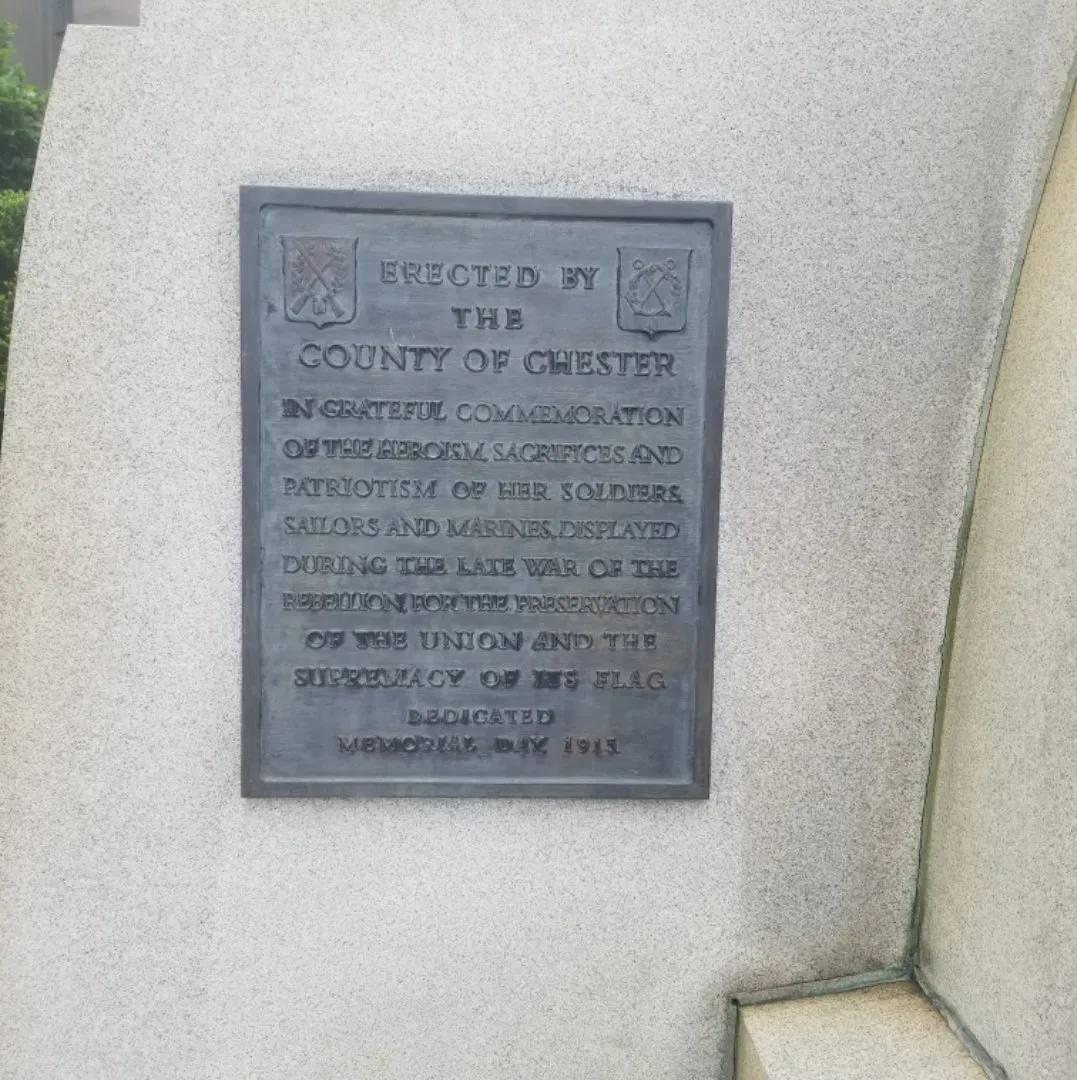 ERECTED BY
THE
COUNTY OF CHESTER
IN GRATEFUL COMMEMORATION
OF THE HEROISM, SACRIFICES AND
PATRIOTISM OF HER SOLDIERS,
SAILORS AND MARINES, DISPLAYED
DURING THE LATE WAR OF THE
REBELLION, FOR THE PRESERVATION
OF THE UNION AND THE
SUPREMACY OF ITS FLAG
DEDICATED
MEMORIAL DAY, 1915